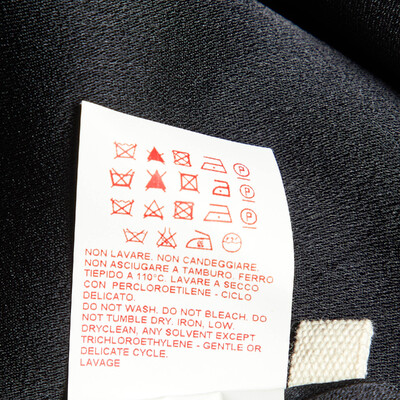 P
P
P
NON LAVARE. NON CANDEGGIARE.
NON ASCIUGARE A TAMBURO. FERRO
TIEPIDO A 110°C. LAVARE A SECCO
CON PERCLOROETILENE - CICLO
DELICATO.
DO NOT WASH. DO NOT BLEACH. DO
NOT TUMBLE DRY. IRON, LOW.
DRYCLEAN, ANY SOLVENT EXCEPT
TRICHLOROETHYLENE - GENTLE OR
DELICATE CYCLE.
LAVAGE